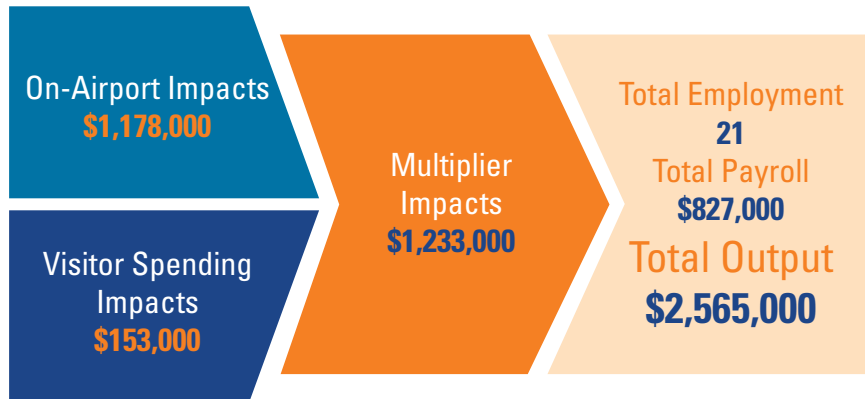 On-Airport Impacts
$1,178,000
Visitor Spending
Impacts
$153,000
Multiplier
Impacts
$1,233,000
Total Employment
21
Total Payroll
$827,000
Total Output
$2,565,000